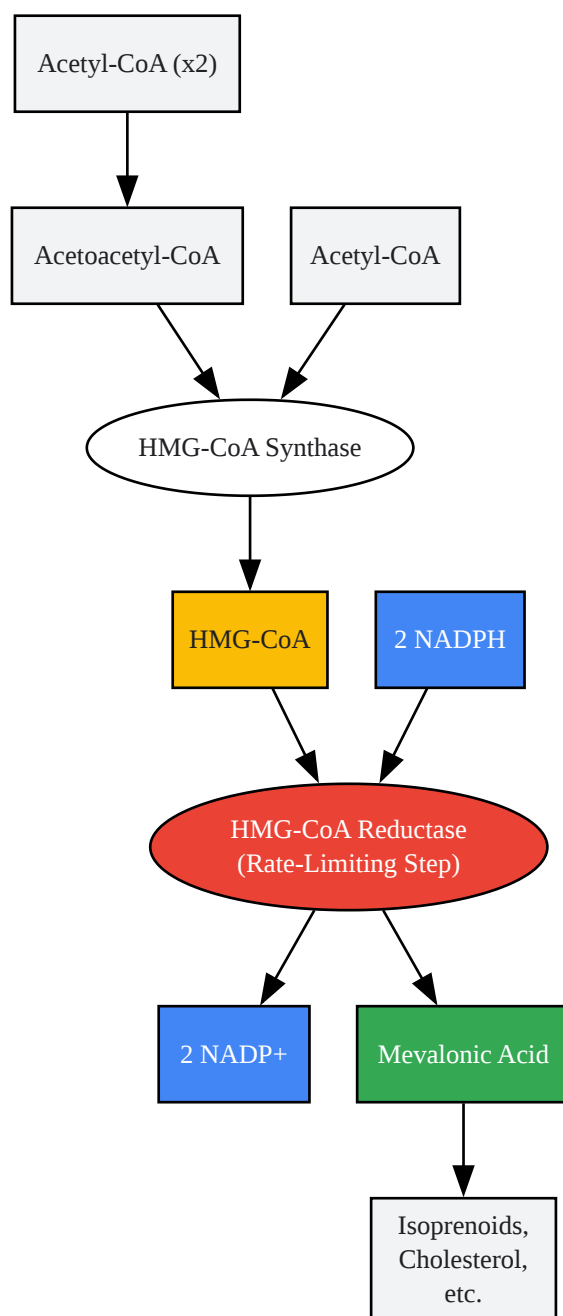 Acetyl-CoA (x2)
Acetoacetyl-CoA
Acetyl-CoA
HMG-CoA Synthase
HMG-CoA
2 NADPH
HMG-CoA Reductase
(Rate-Limiting Step)
2 NADP+
Mevalonic Acid
Isoprenoids,
Cholesterol,
etc.